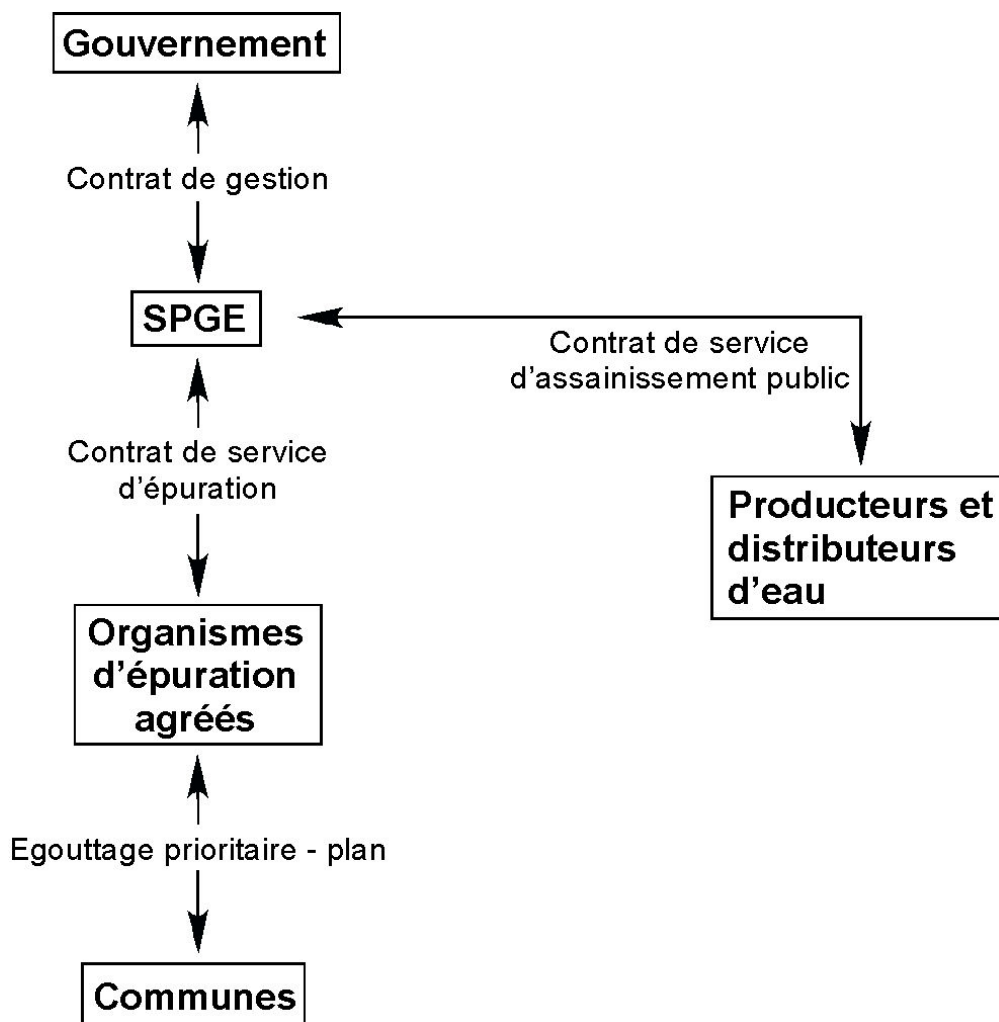 Gouvernement
Contrat de gestion
SPGE
Contrat de service
d'assainissement public
Contrat de service
d'épuration
Producteurs et
distributeurs
d'eau
Organismes
d'épuration
agréés
Egouttage prioritaire - plan
Communes